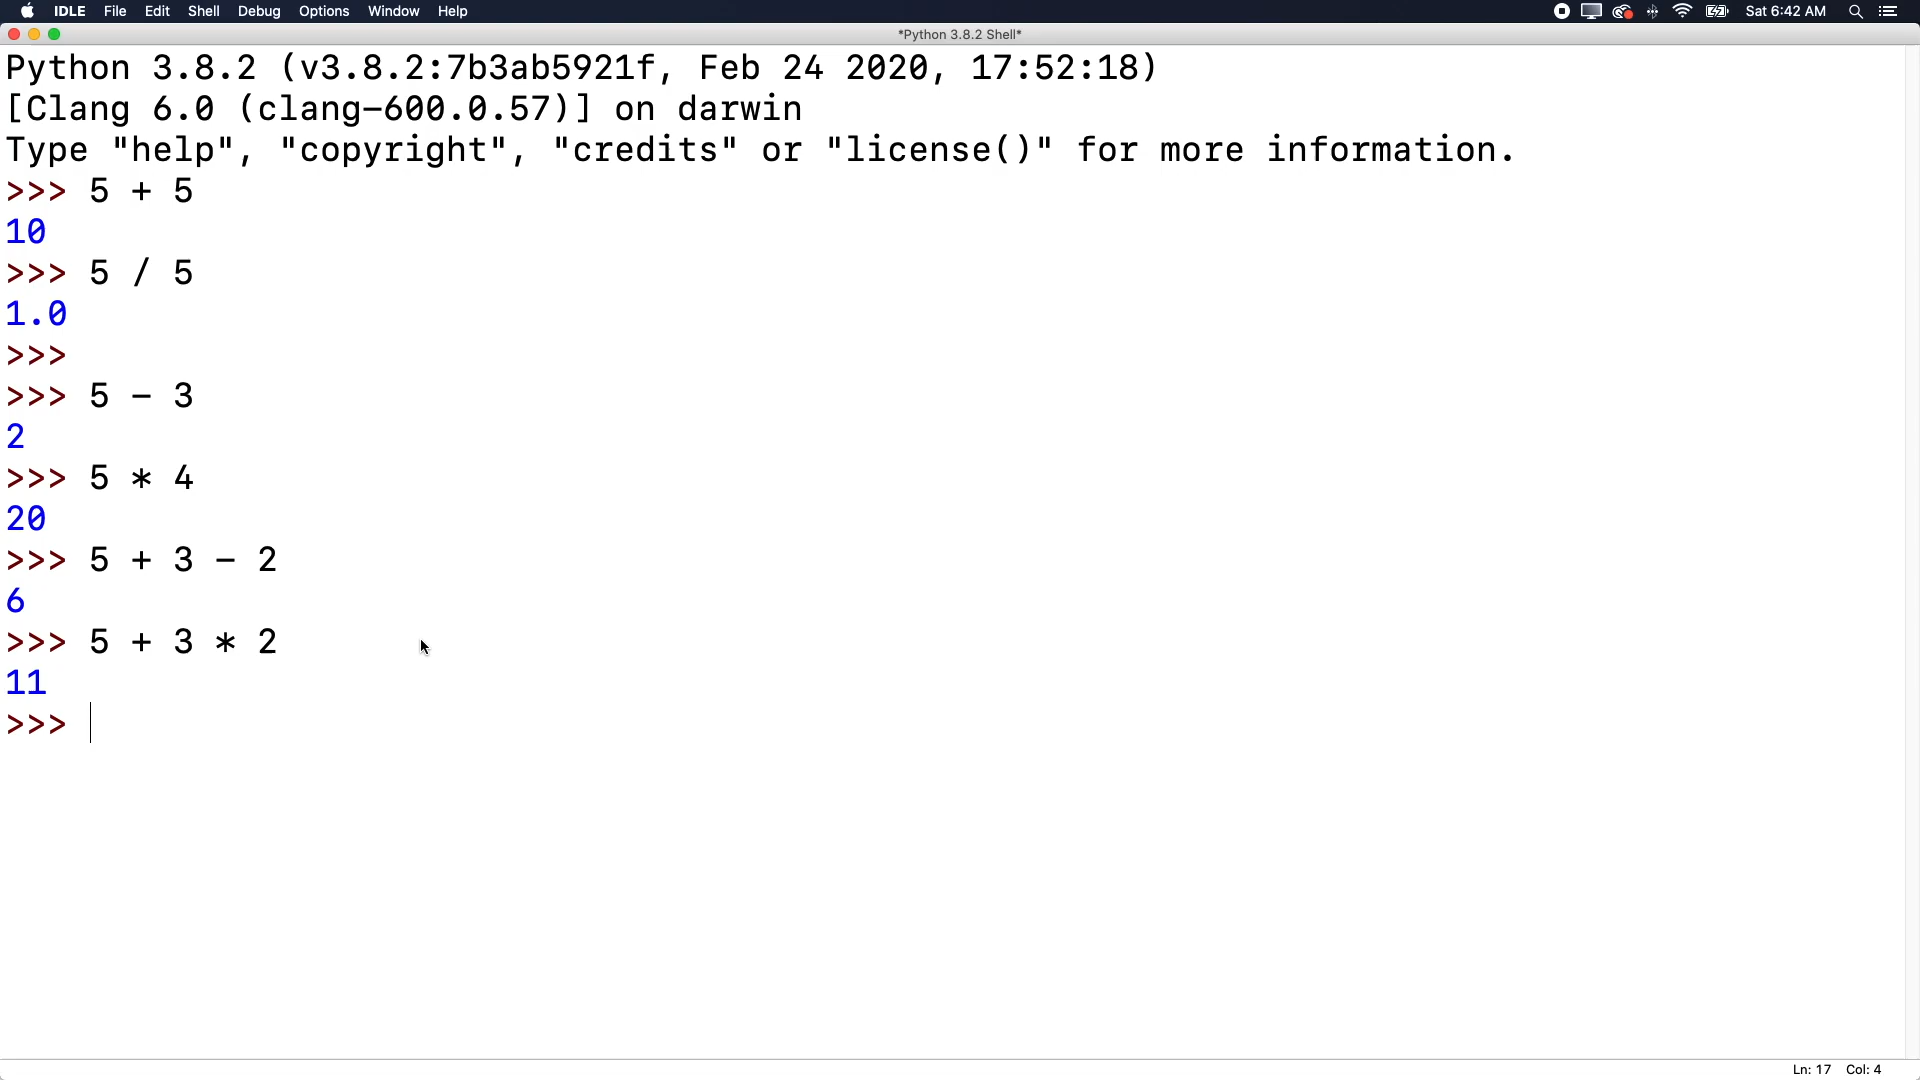 IDLE File Edit Shell Debug Options Window Help Sat 6:42 AM
*Python 3.8.2 Shell*
Python 3.8.2 (v3.8.2:7b3ab5921f, Feb 24 2020, 17:52:18)
[Clang 6.0 (clang-600.0.57)] on darwin
Type "help", "copyright", "credits" or "license()" for more information.
>>> 5 + 5
10
>>> 5 / 5
1.0
>>>
>>> 5 - 3
2
>>> 5 * 4
20
>>> 5 + 3 - 2
6
>>> 5 + 3 * 2
11
>>>
Ln: 17 Col: 4